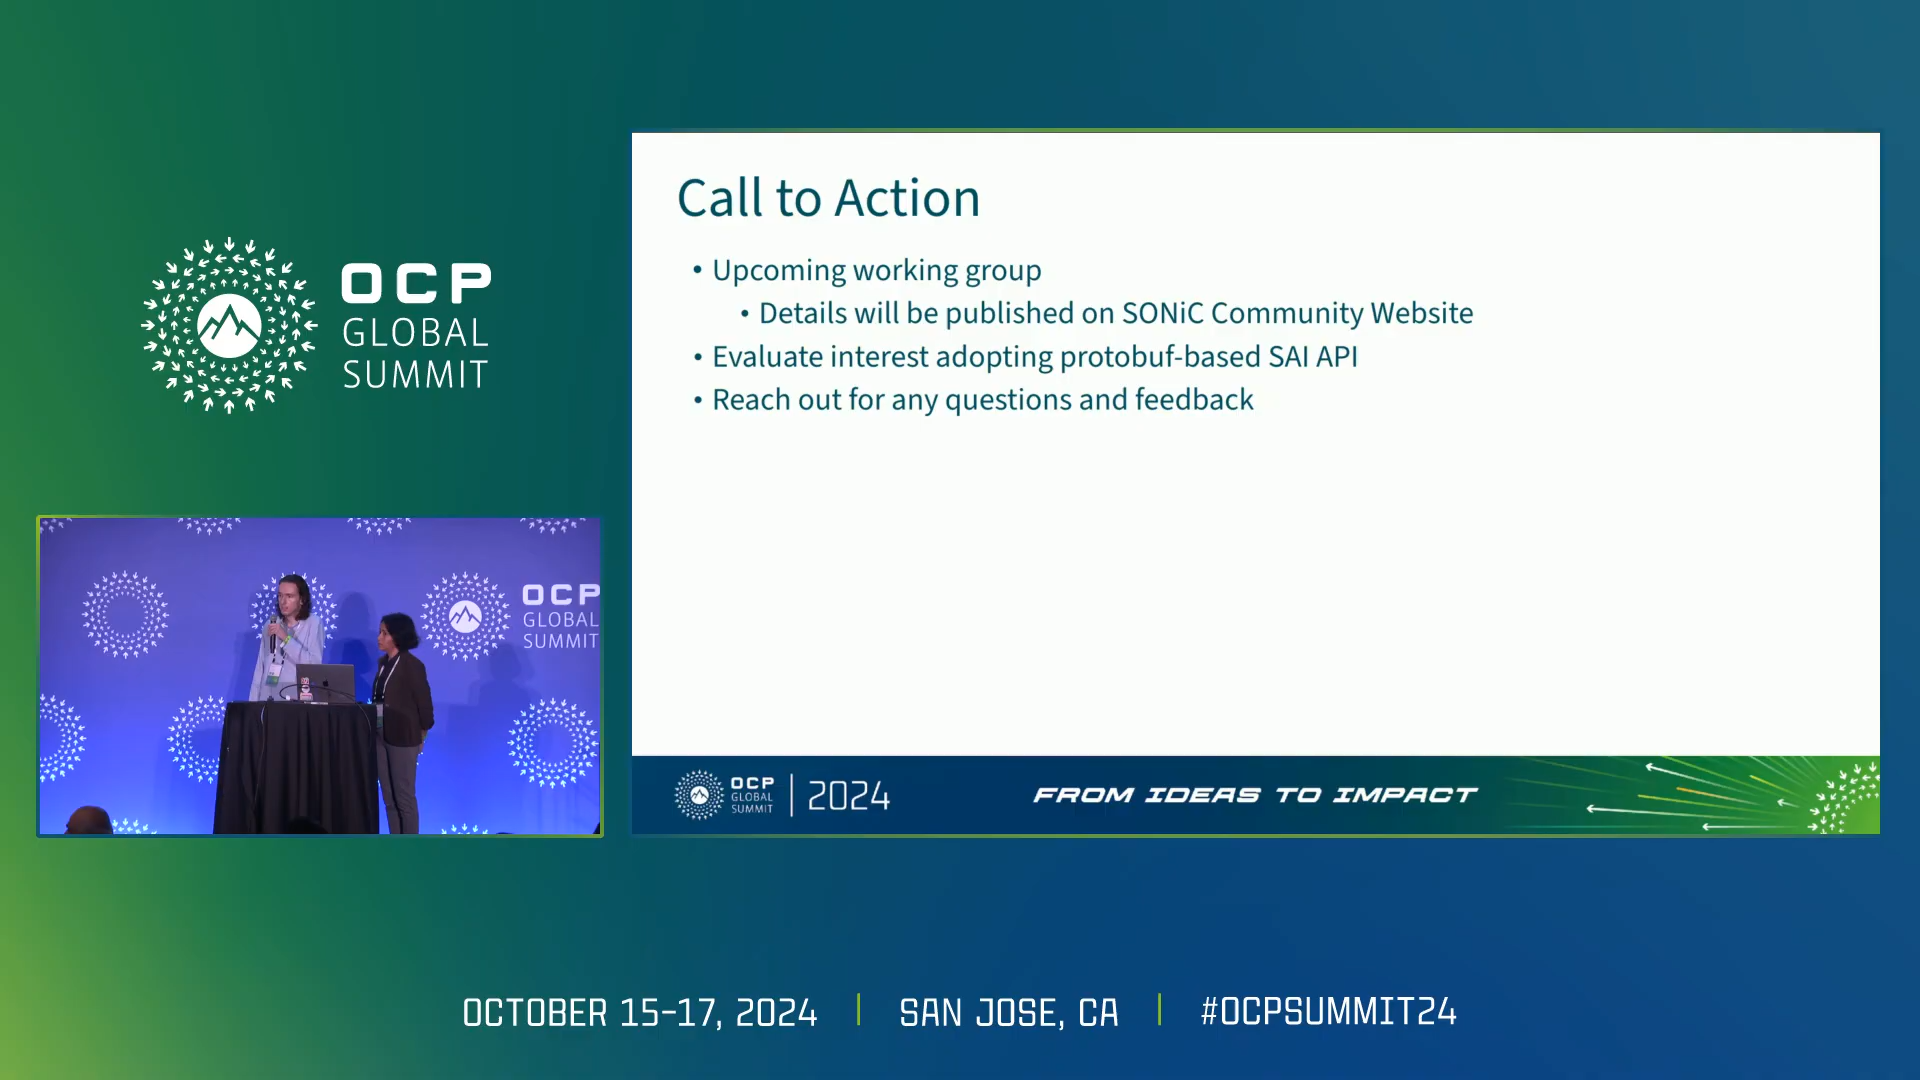 OCP
GLOBAL
SUMMIT
Call to Action
• Upcoming working group
• Details will be published on SONiC Community Website
• Evaluate interest adopting protobuf-based SAI API
• Reach out for any questions and feedback
OCP
GLOBAL
SUMMIT
OCP
GLOBAL
SUMMIT
2024
FROM IDEAS TO IMPACT
OCTOBER 15-17, 2024
SAN JOSE, CA
#OCPSUMMIT24